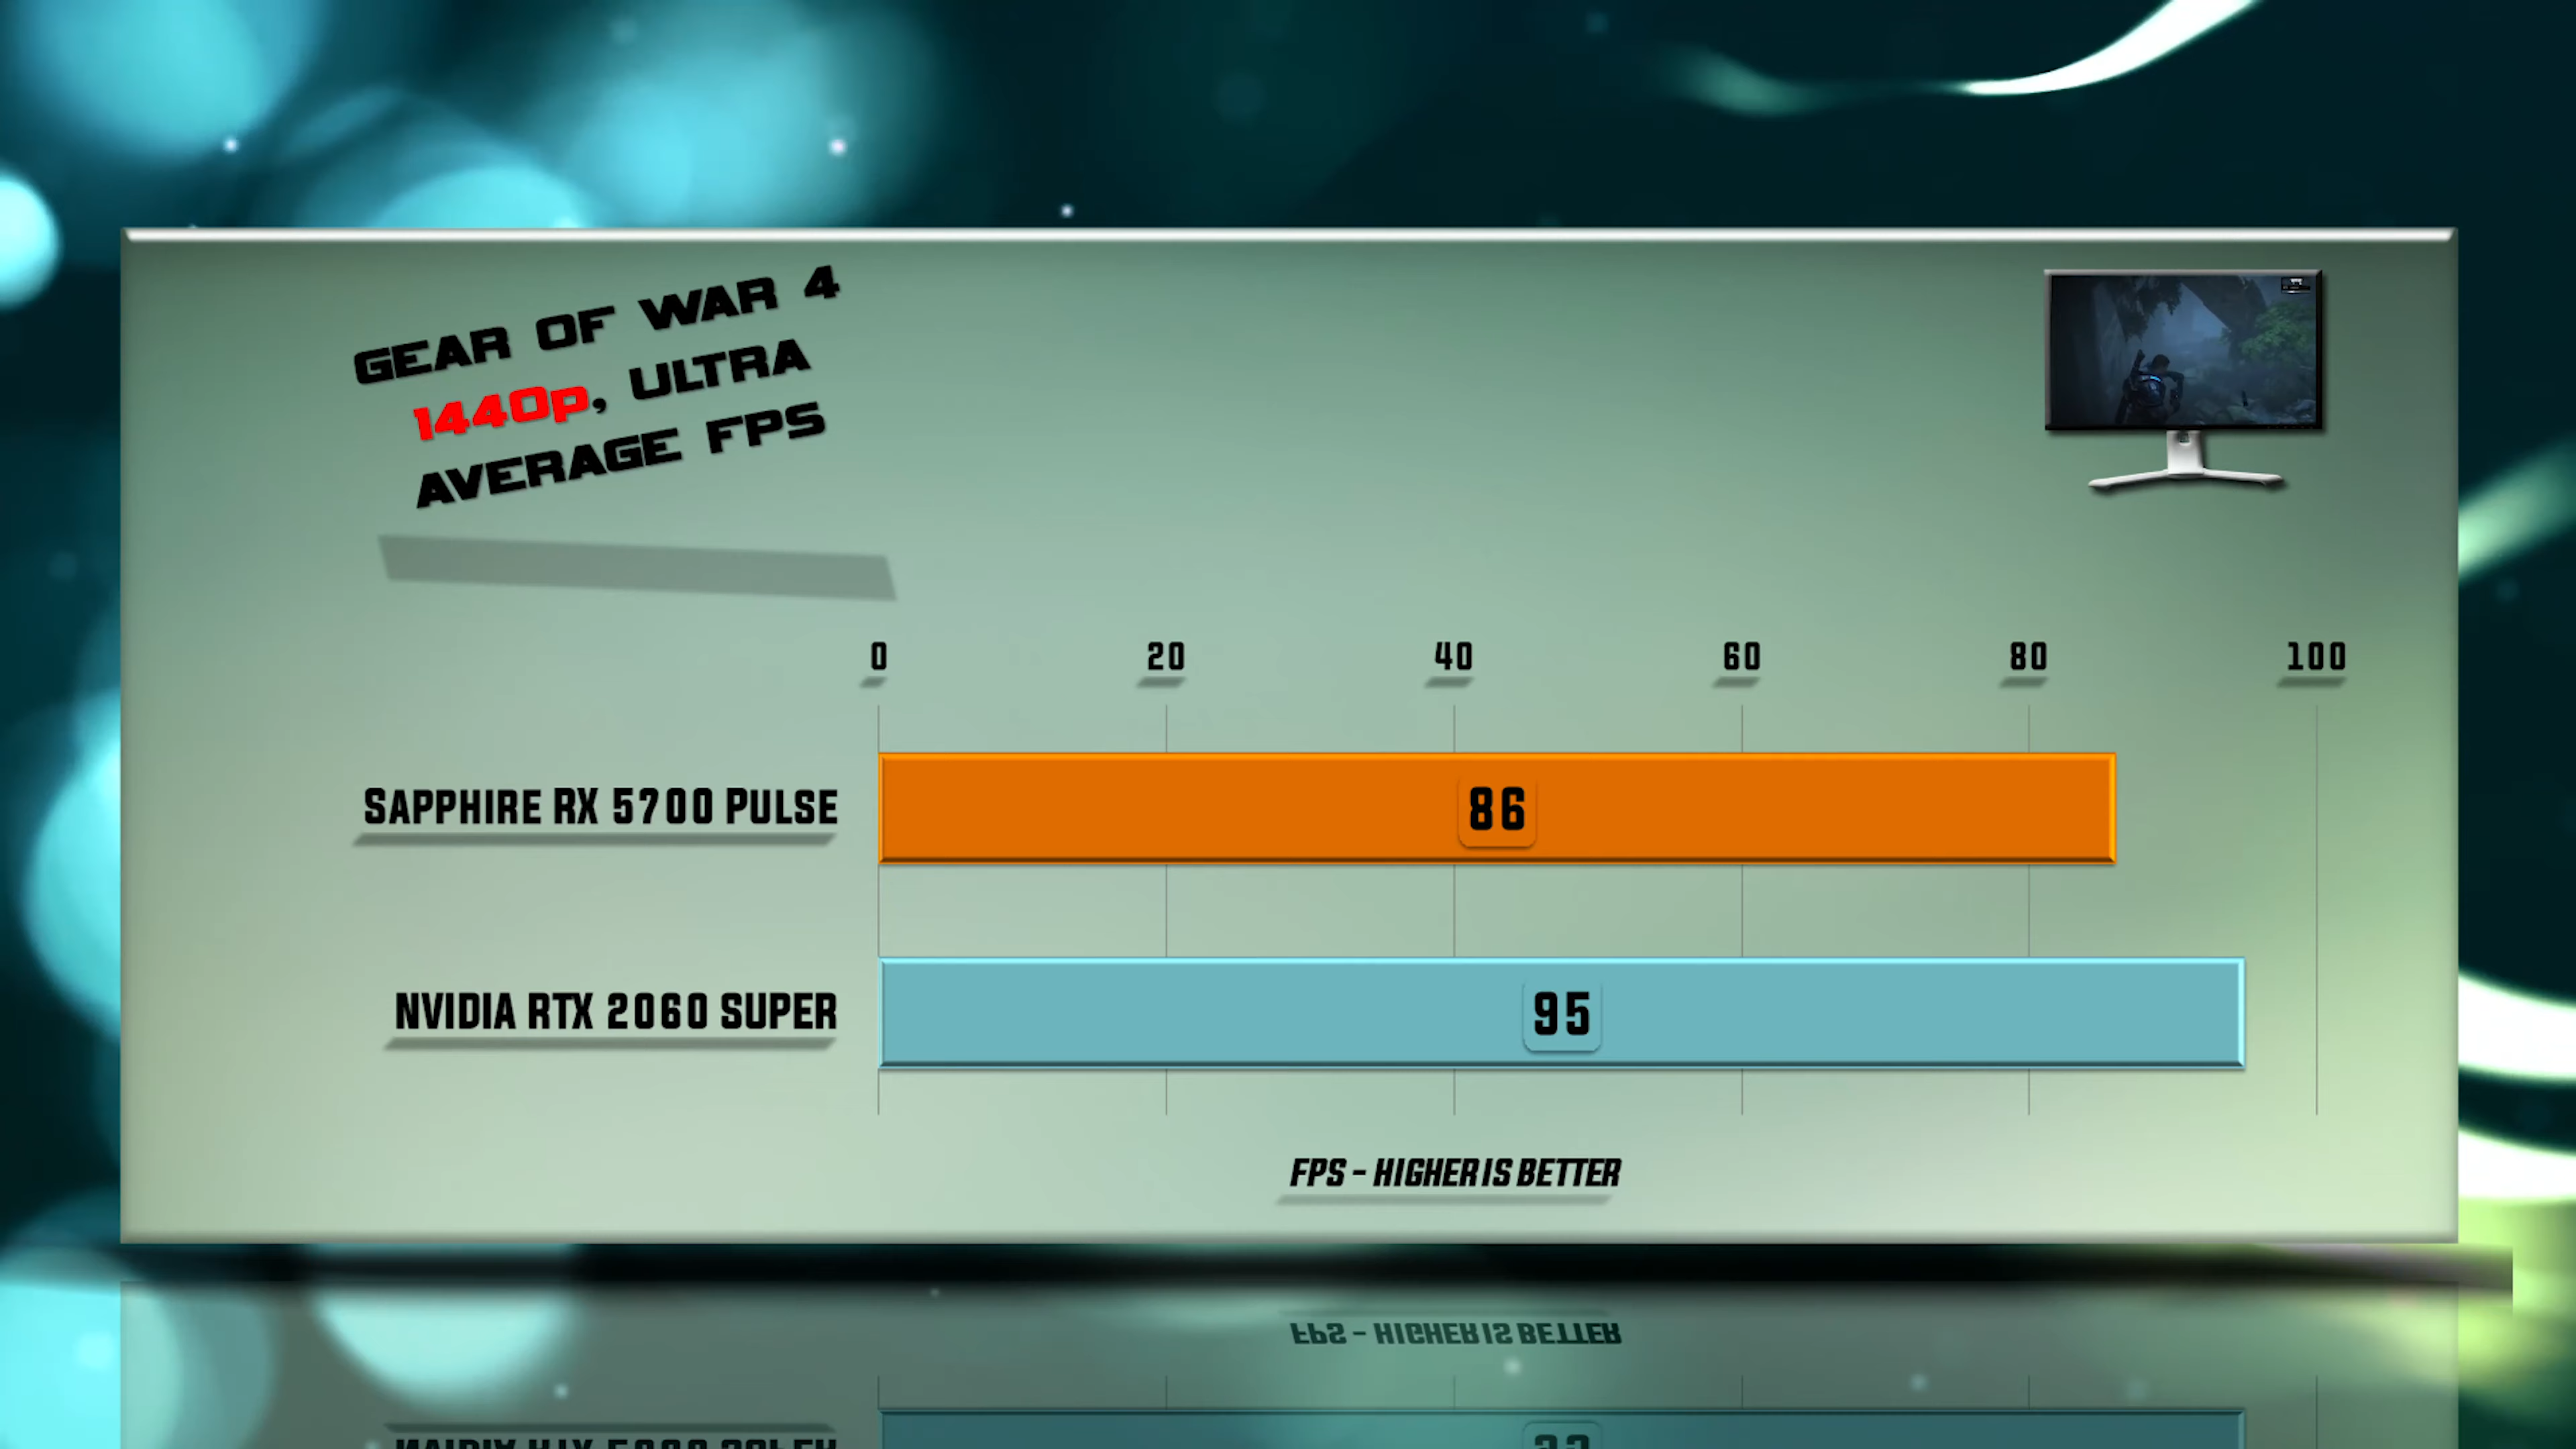 GEAR OF WAR 4
1440p, ULTRA
AVERAGE FPS
0 20 40 60 80 100
SAPPHIRE RX 5700 PULSE
86
NVIDIA RTX 2060 SUPER
95
FPS - HIGHER IS BETTER